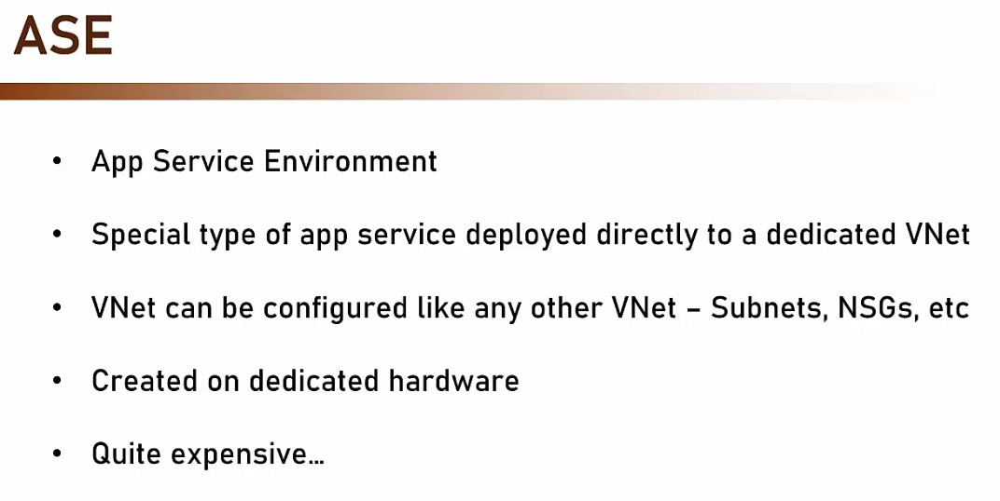 ASE
• App Service Environment
• Special type of app service deployed directly to a dedicated VNet
• VNet can be configured like any other VNet – Subnets, NSGs, etc
• Created on dedicated hardware
• Quite expensive…